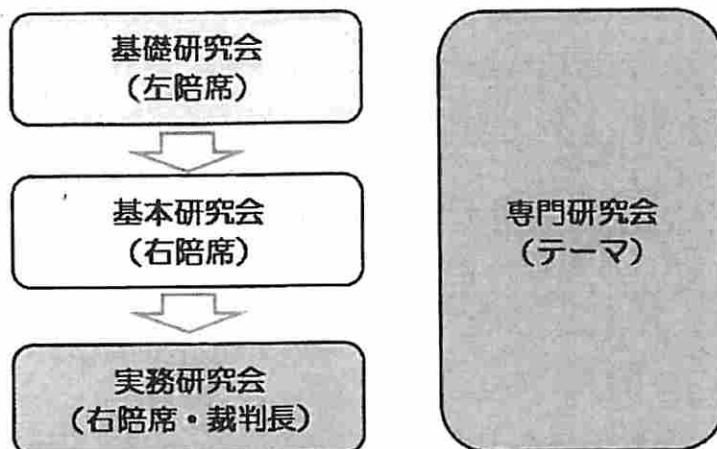 基礎研究会
(左陪席)
基本研究会
(右陪席)
実務研究会
(右陪席・裁判長)
専門研究会
(テーマ)